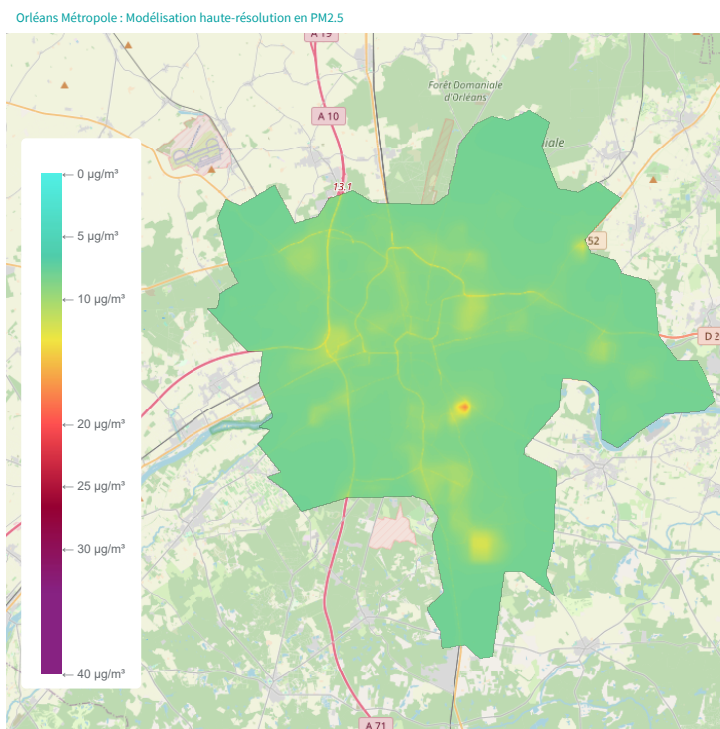 Orléans Métropole : Modélisation haute-résolution en PM2.5
A 19
Forêt Domaniale
d'Orléans
A 10
iale
13.1
← 0 µg/m³
← 5 µg/m³
52
← 10 µg/m³
D 2
← 20 µg/m³
← 25 µg/m³
← 30 µg/m³
← 40 µg/m³
A 71